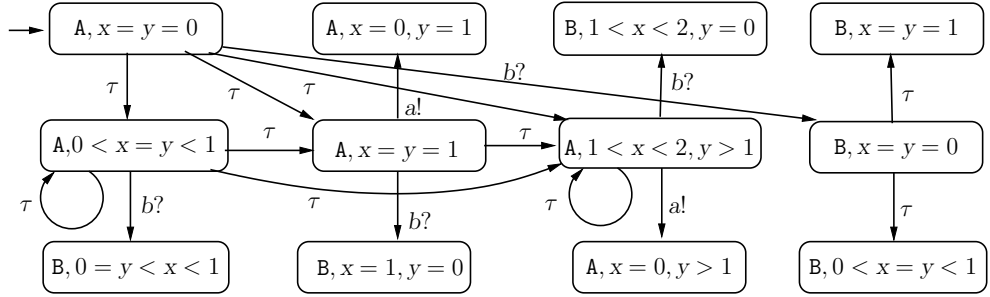 A, x = y = 0
A, x = 0, y = 1
B, 1 < x < 2, y = 0
B, x = y = 1
τ
τ
τ
b?
b?
a!
τ
A,0 < x = y < 1
τ
A, x = y = 1
τ
A, 1 < x < 2, y > 1
B, x = y = 0
τ
b?
τ
b?
τ
a!
τ
B, 0 = y < x < 1
B, x = 1, y = 0
A, x = 0, y > 1
B, 0 < x = y < 1